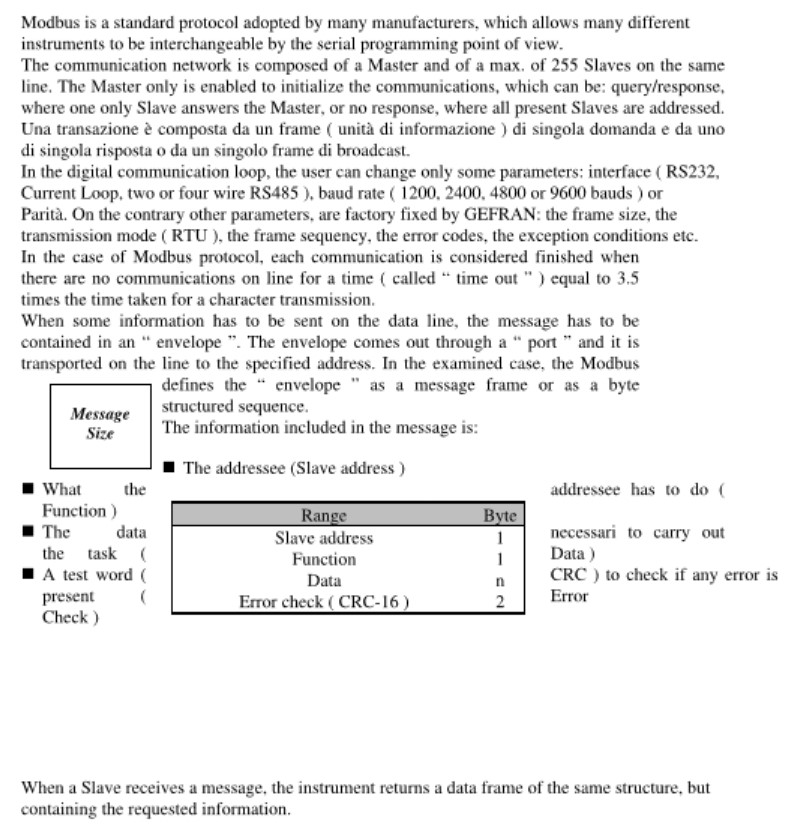 Modbus is a standard protocol adopted by many manufacturers, which allows many different
instruments to be interchangeable by the serial programming point of view.
The communication network is composed of a Master and of a max. of 255 Slaves on the same
line. The Master only is enabled to initialize the communications, which can be: query/response,
where one only Slave answers the Master, or no response, where all present Slaves are addressed.
Una transazione è composta da un frame ( unità di informazione ) di singola domanda e da uno
di singola risposta o da un singolo frame di broadcast.
In the digital communication loop, the user can change only some parameters: interface ( RS232,
Current Loop, two or four wire RS485 ), baud rate ( 1200, 2400, 4800 or 9600 bauds ) or
Parità. On the contrary other parameters, are factory fixed by GEFRAN: the frame size, the
transmission mode ( RTU ), the frame sequency, the error codes, the exception conditions etc.
In the case of Modbus protocol, each communication is considered finished when
there are no communications on line for a time ( called “ time out ” ) equal to 3.5
times the time taken for a character transmission.
When some information has to be sent on the data line, the message has to be
contained in an “ envelope ”. The envelope comes out through a “ port ” and it is
transported on the line to the specified address. In the examined case, the Modbus
defines the “ envelope ” as a message frame or as a byte
structured sequence.
Message
Size
The information included in the message is:
■ The addressee (Slave address )
■ What the addressee has to do (
Function )
■ The data necessari to carry out
the task ( Data )
■ A test word ( CRC ) to check if any error is
present ( Error
Check )
Range Byte
Slave address 1
Function 1
Data n
Error check ( CRC-16 ) 2
When a Slave receives a message, the instrument returns a data frame of the same structure, but
containing the requested information.